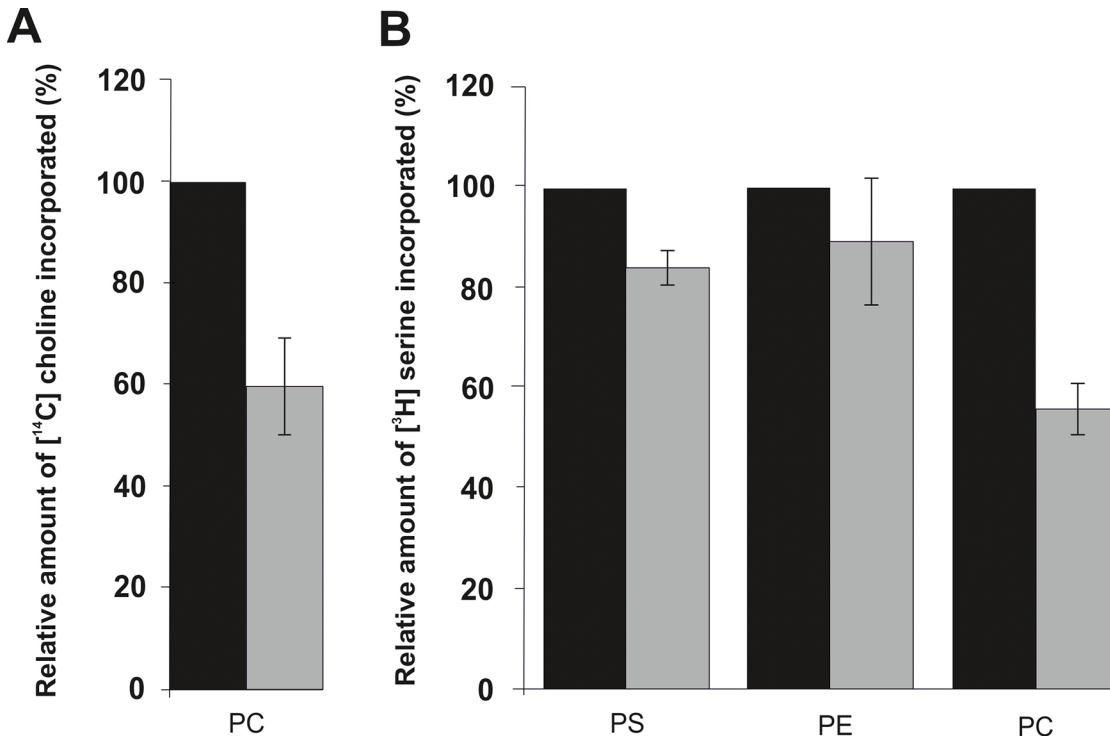 A
Relative amount of [¹⁴C] choline incorporated (%)
120
100
80
60
40
20
0
PC
B
Relative amount of [³H] serine incorporated (%)
120
100
80
60
40
20
0
PS PE PC